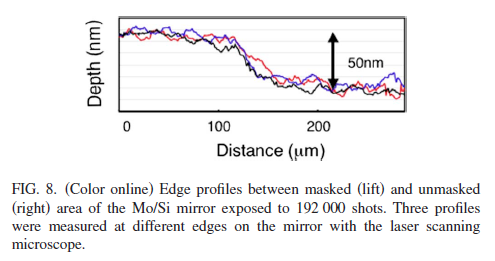 Depth (nm)
50nm
0 100 200
Distance (μm)
FIG. 8. (Color online) Edge profiles between masked (lift) and unmasked
(right) area of the Mo/Si mirror exposed to 192 000 shots. Three profiles
were measured at different edges on the mirror with the laser scanning
microscope.